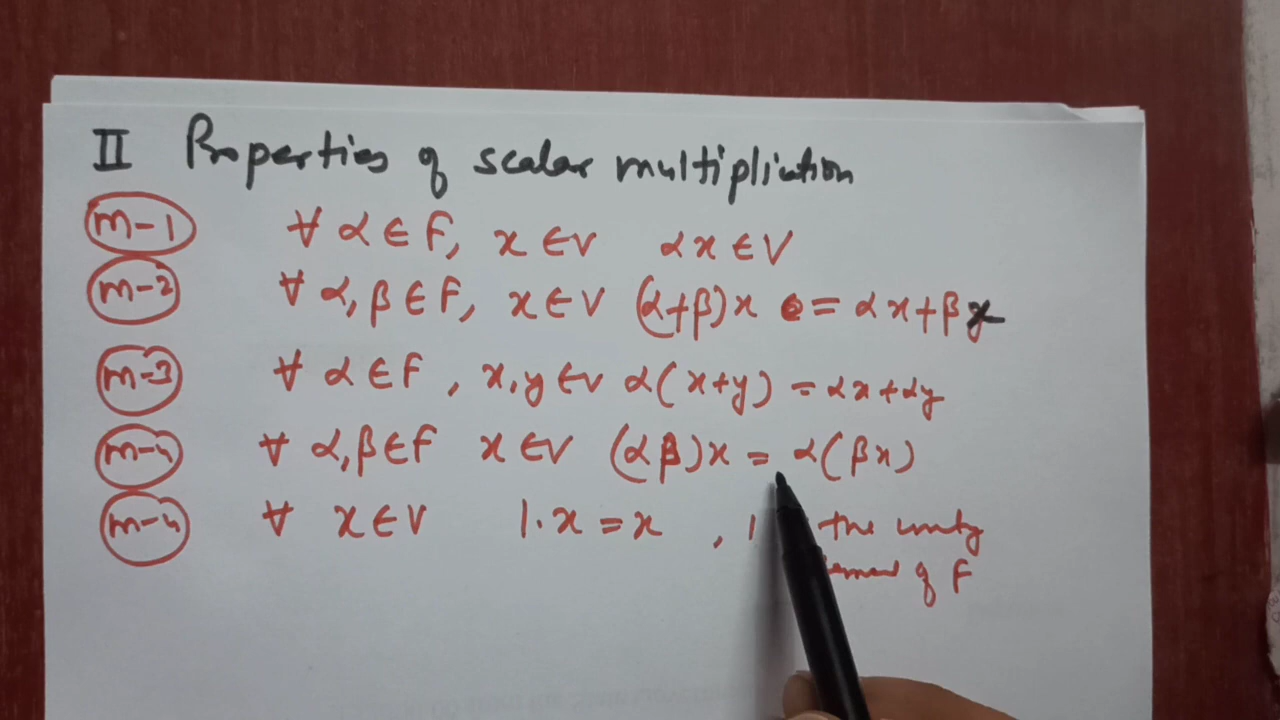 II Properties of scalar multipliction
m-1 ∀ α ∈ F, x ∈ V αx ∈ V
m-2 ∀ α, β ∈ F, x ∈ V (α+β)x = αx+βx
m-3 ∀ α ∈ F, x, y ∈ V α(x+y) = αx+αy
m-4 ∀ α, β ∈ F x ∈ V (αβ)x = α(βx)
m-4 ∀ x ∈ V 1·x = x , 1 the unity
of F